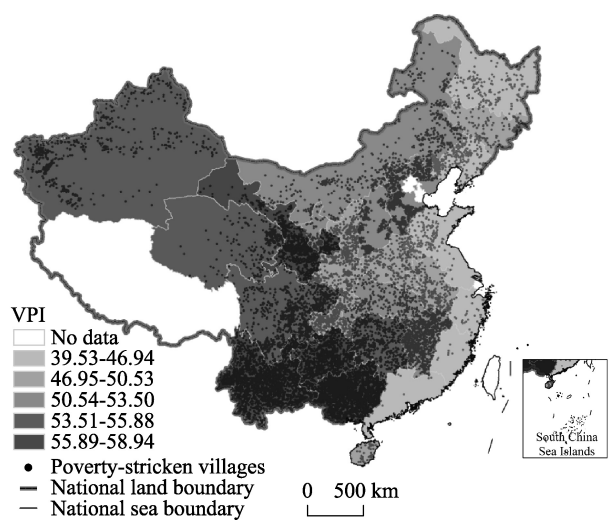 VPI
No data
39.53-46.94
46.95-50.53
50.54-53.50
53.51-55.88
55.89-58.94
Poverty-stricken villages
National land boundary
National sea boundary
0 500 km
South China
Sea Islands